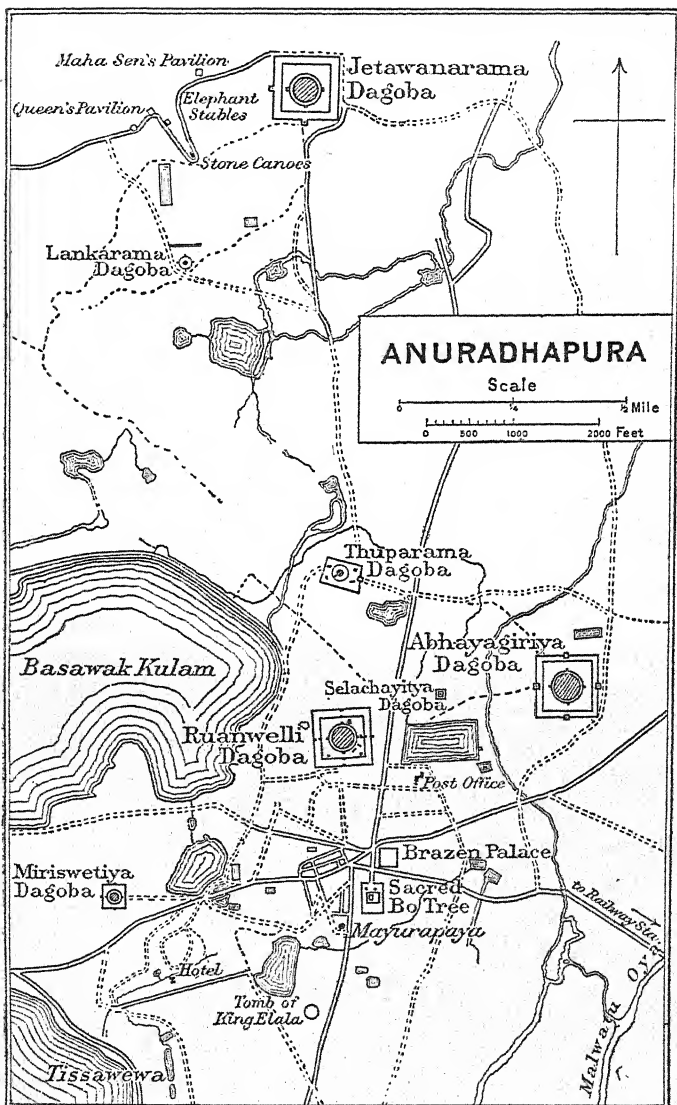 Maha Sen's Pavilion
Jetawanarama
Dagoba
Queen's Pavilion
Elephant
Stables
Stone Canoes
Lankárama
Dagoba
ANURADHAPURA
Scale
0 ¼ ½ Mile
0 500 1000 2000 Feet
Thuparama
Dagoba
Abhayagiriya
Dagoba
Basawak Kulam
Selachayitya
Dagoba
Ruanwelli
Dagoba
Post Office
Brazen Palace
Miriswetiya
Dagoba
Sacred
Bo Tree
to Railway Sta.
Mayurapaya
Hotel
Tomb of
King Elala
Malwatu Oya
Tissawewa